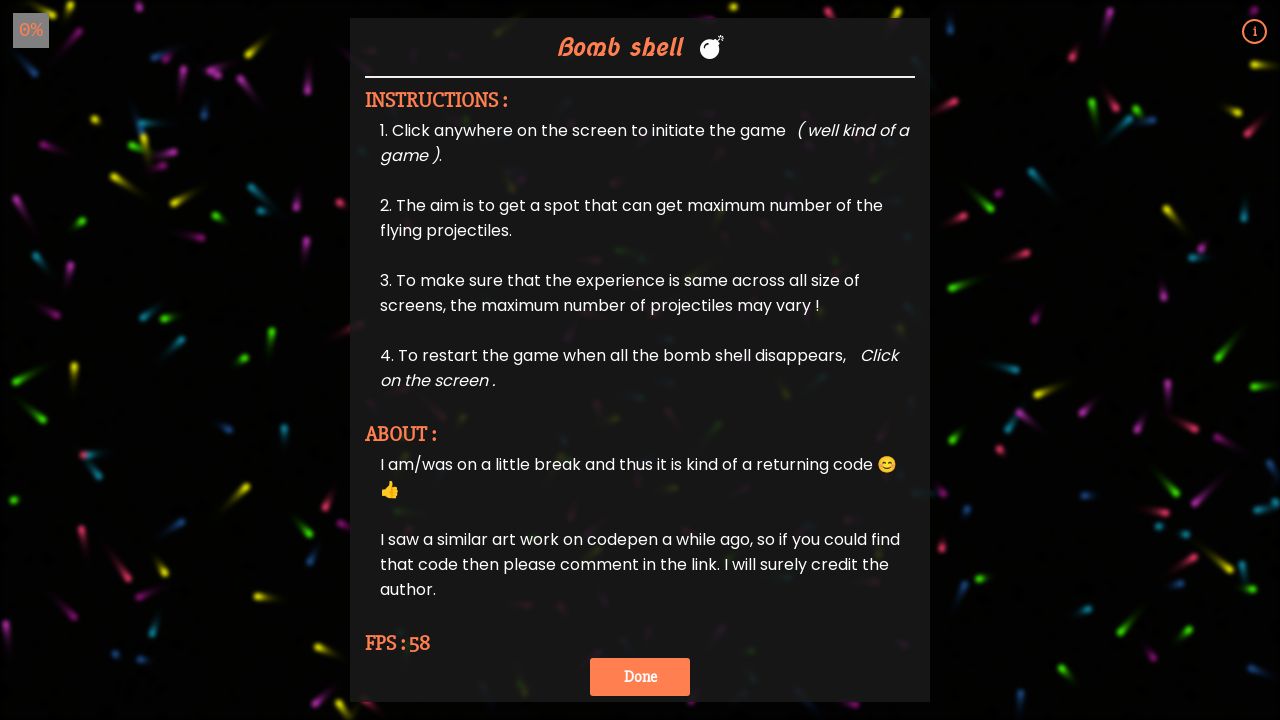 0%
i
Bomb shell 💣
INSTRUCTIONS :
1. Click anywhere on the screen to initiate the game ( well kind of a
game ).
2. The aim is to get a spot that can get maximum number of the
flying projectiles.
3. To make sure that the experience is same across all size of
screens, the maximum number of projectiles may vary !
4. To restart the game when all the bomb shell disappears, Click
on the screen .
ABOUT :
I am/was on a little break and thus it is kind of a returning code 😊
👍
I saw a similar art work on codepen a while ago, so if you could find
that code then please comment in the link. I will surely credit the
author.
FPS : 58
Done